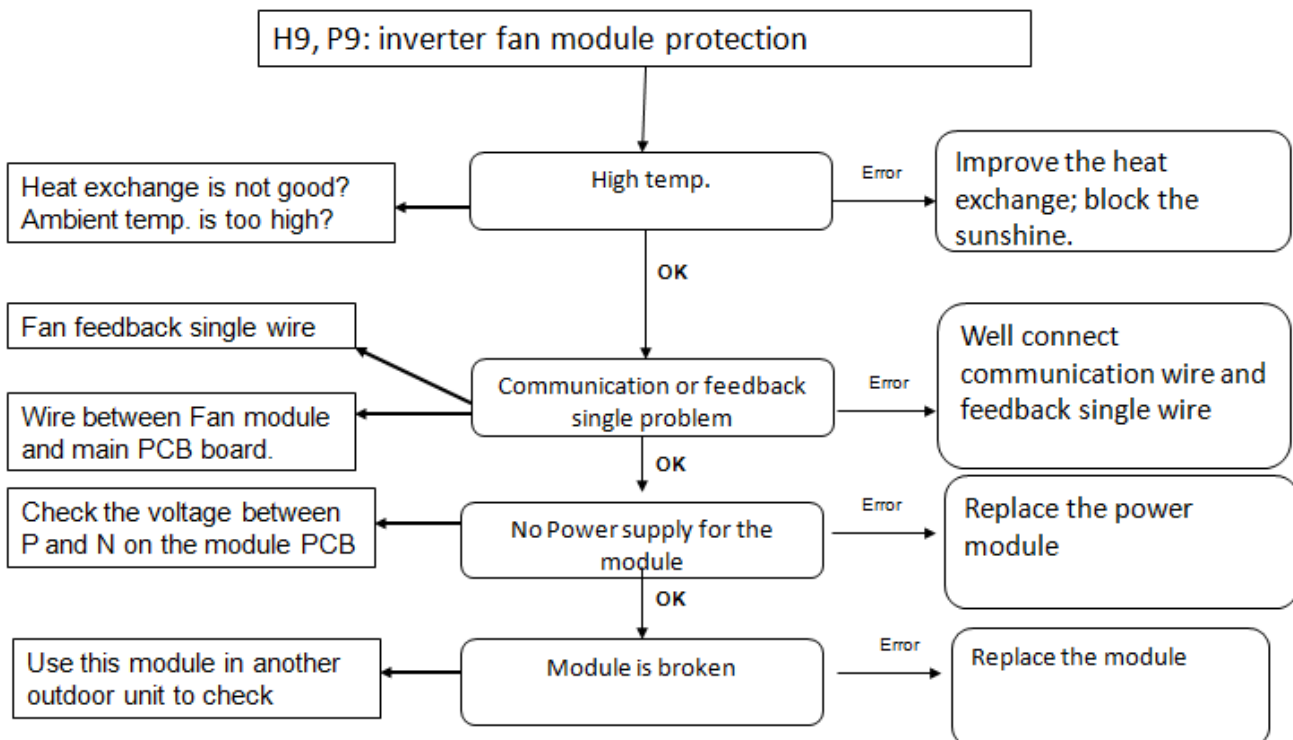 H9, P9: inverter fan module protection
Heat exchange is not good?
Ambient temp. is too high?
High temp.
Error
Improve the heat
exchange; block the
sunshine.
OK
Fan feedback single wire
Wire between Fan module
and main PCB board.
Communication or feedback
single problem
Error
Well connect
communication wire and
feedback single wire
OK
Check the voltage between
P and N on the module PCB
No Power supply for the
module
Error
Replace the power
module
OK
Use this module in another
outdoor unit to check
Module is broken
Error
Replace the module